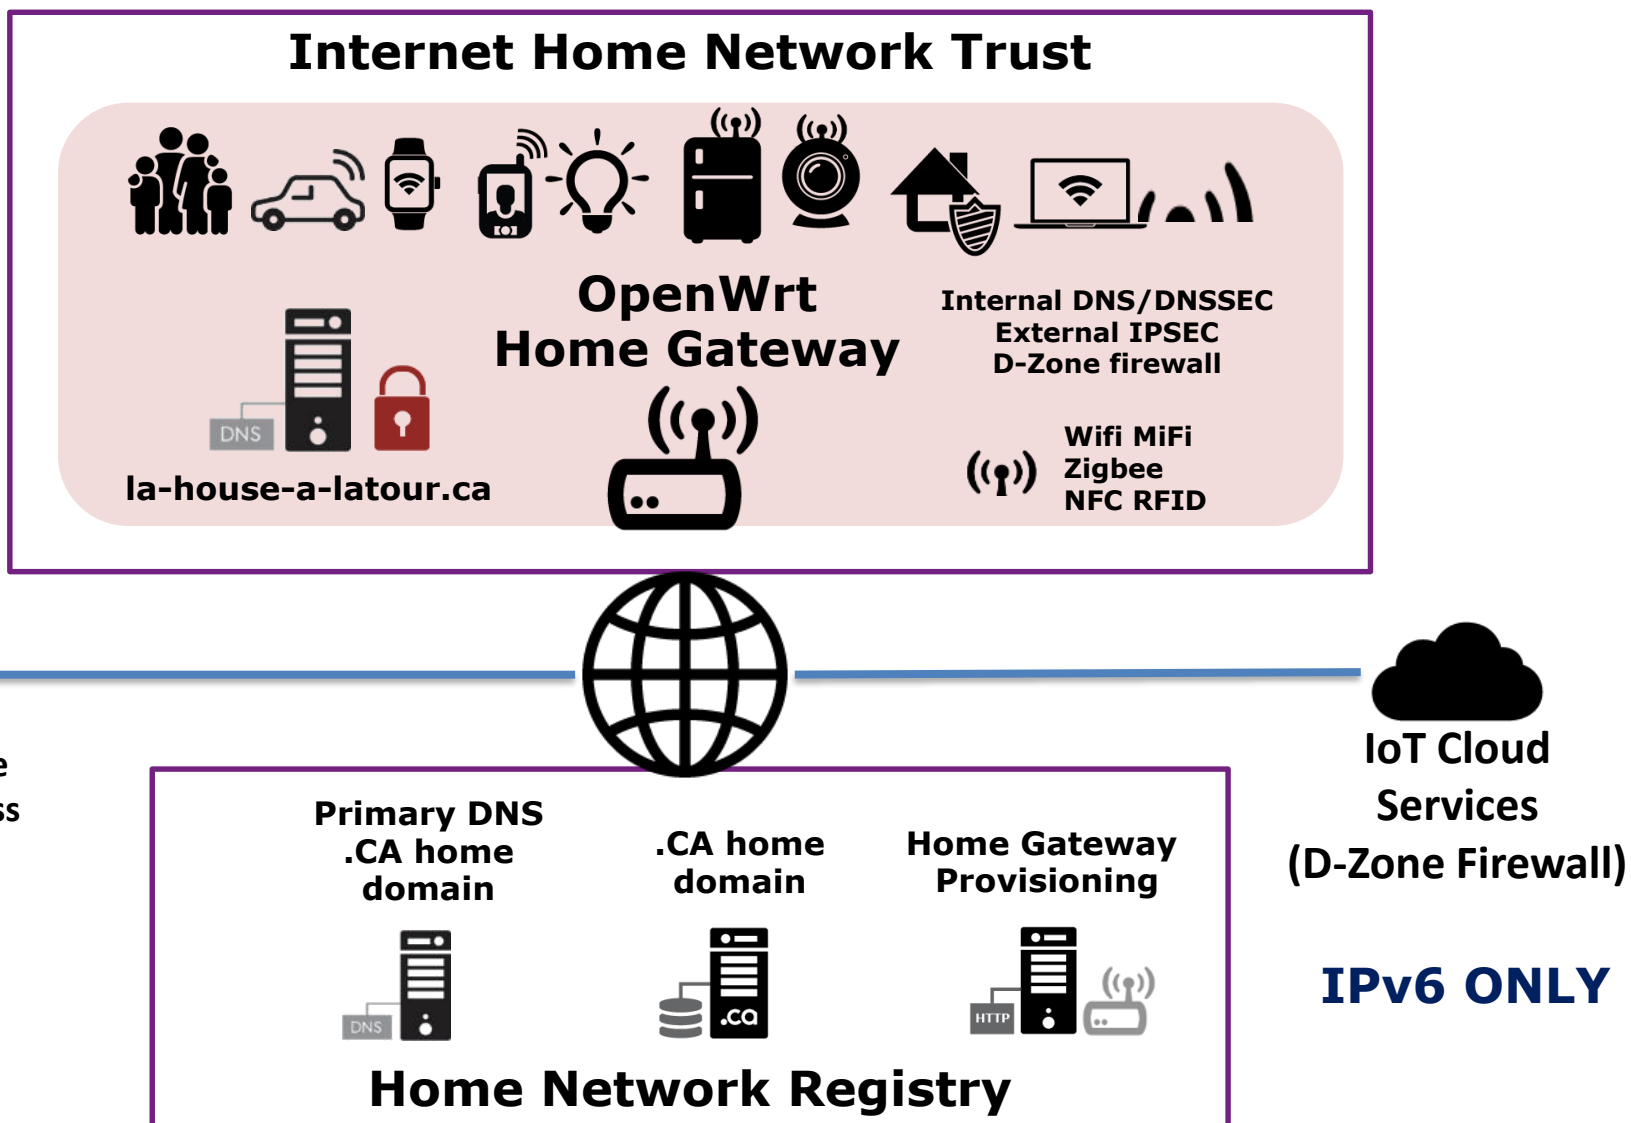 Internet Home Network Trust
OpenWrt
Home Gateway
Internal DNS/DNSSEC
External IPSEC
D-Zone firewall
DNS
la-house-a-latour.ca
Wifi MiFi
Zigbee
NFC RFID
IoT Cloud
Services
(D-Zone Firewall)
IPv6 ONLY
Primary DNS
.CA home
domain
DNS
.CA home
domain
.ca
Home Gateway
Provisioning
HTTP
Home Network Registry